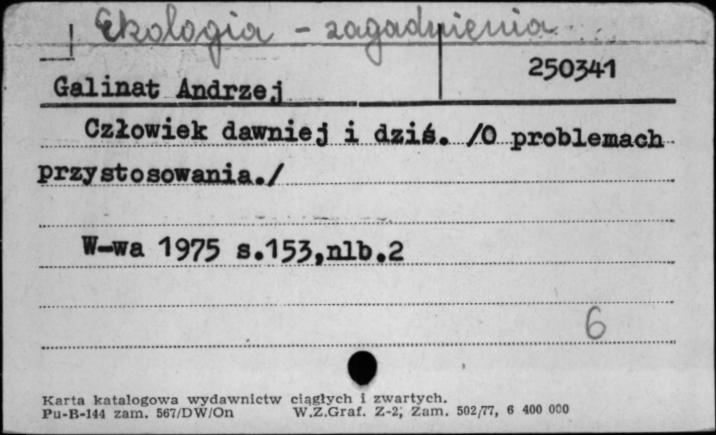 Ekologia - zagadnienia
250341
Galinat Andrzej
Człowiek dawniej i dziś. /O problemach
przystosowania./
W-wa 1975 s.153,nlb.2
6
Karta katalogowa wydawnictw ciągłych i zwartych.
Pu-B-144 zam. 567/DW/On W.Z.Graf. Z-2, Zam. 502/77, 6 400 000